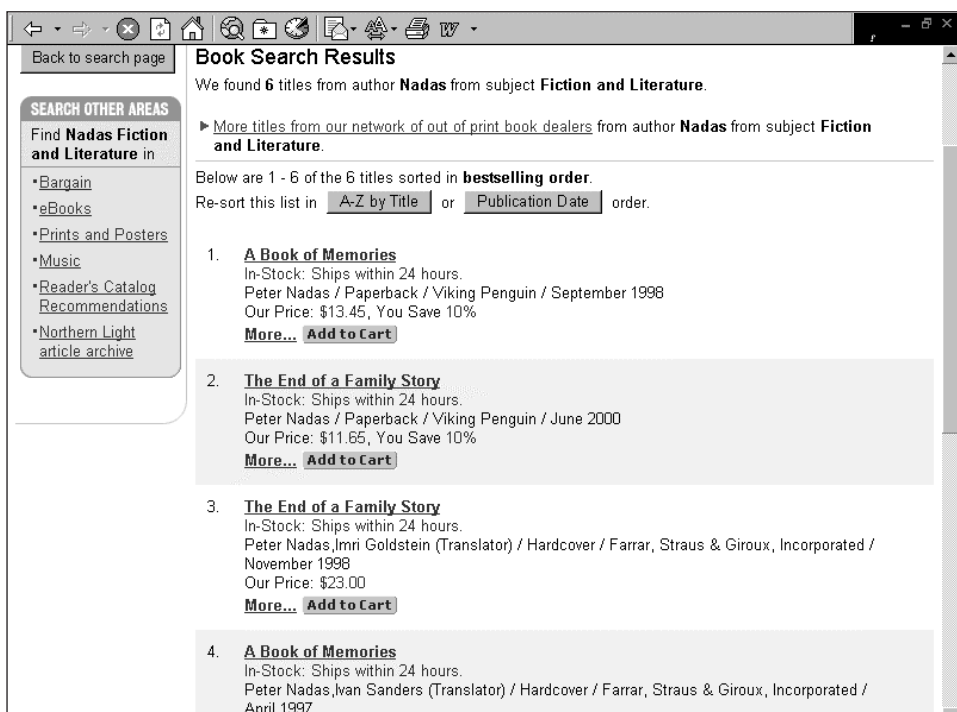 Back to search page
SEARCH OTHER AREAS
Find Nadas Fiction
and Literature in
•Bargain
•eBooks
•Prints and Posters
•Music
•Reader's Catalog
Recommendations
•Northern Light
article archive
Book Search Results
We found 6 titles from author Nadas from subject Fiction and Literature.
More titles from our network of out of print book dealers from author Nadas from subject Fiction
and Literature.
Below are 1 - 6 of the 6 titles sorted in bestselling order.
Re-sort this list in A-Z by Title or Publication Date order.
1. A Book of Memories
In-Stock: Ships within 24 hours.
Peter Nadas / Paperback / Viking Penguin / September 1998
Our Price: $13.45, You Save 10%
More... Add to Cart
2. The End of a Family Story
In-Stock: Ships within 24 hours.
Peter Nadas / Paperback / Viking Penguin / June 2000
Our Price: $11.65, You Save 10%
More... Add to Cart
3. The End of a Family Story
In-Stock: Ships within 24 hours.
Peter Nadas,Imri Goldstein (Translator) / Hardcover / Farrar, Straus & Giroux, Incorporated /
November 1998
Our Price: $23.00
More... Add to Cart
4. A Book of Memories
In-Stock: Ships within 24 hours.
Peter Nadas,Ivan Sanders (Translator) / Hardcover / Farrar, Straus & Giroux, Incorporated /
April 1997